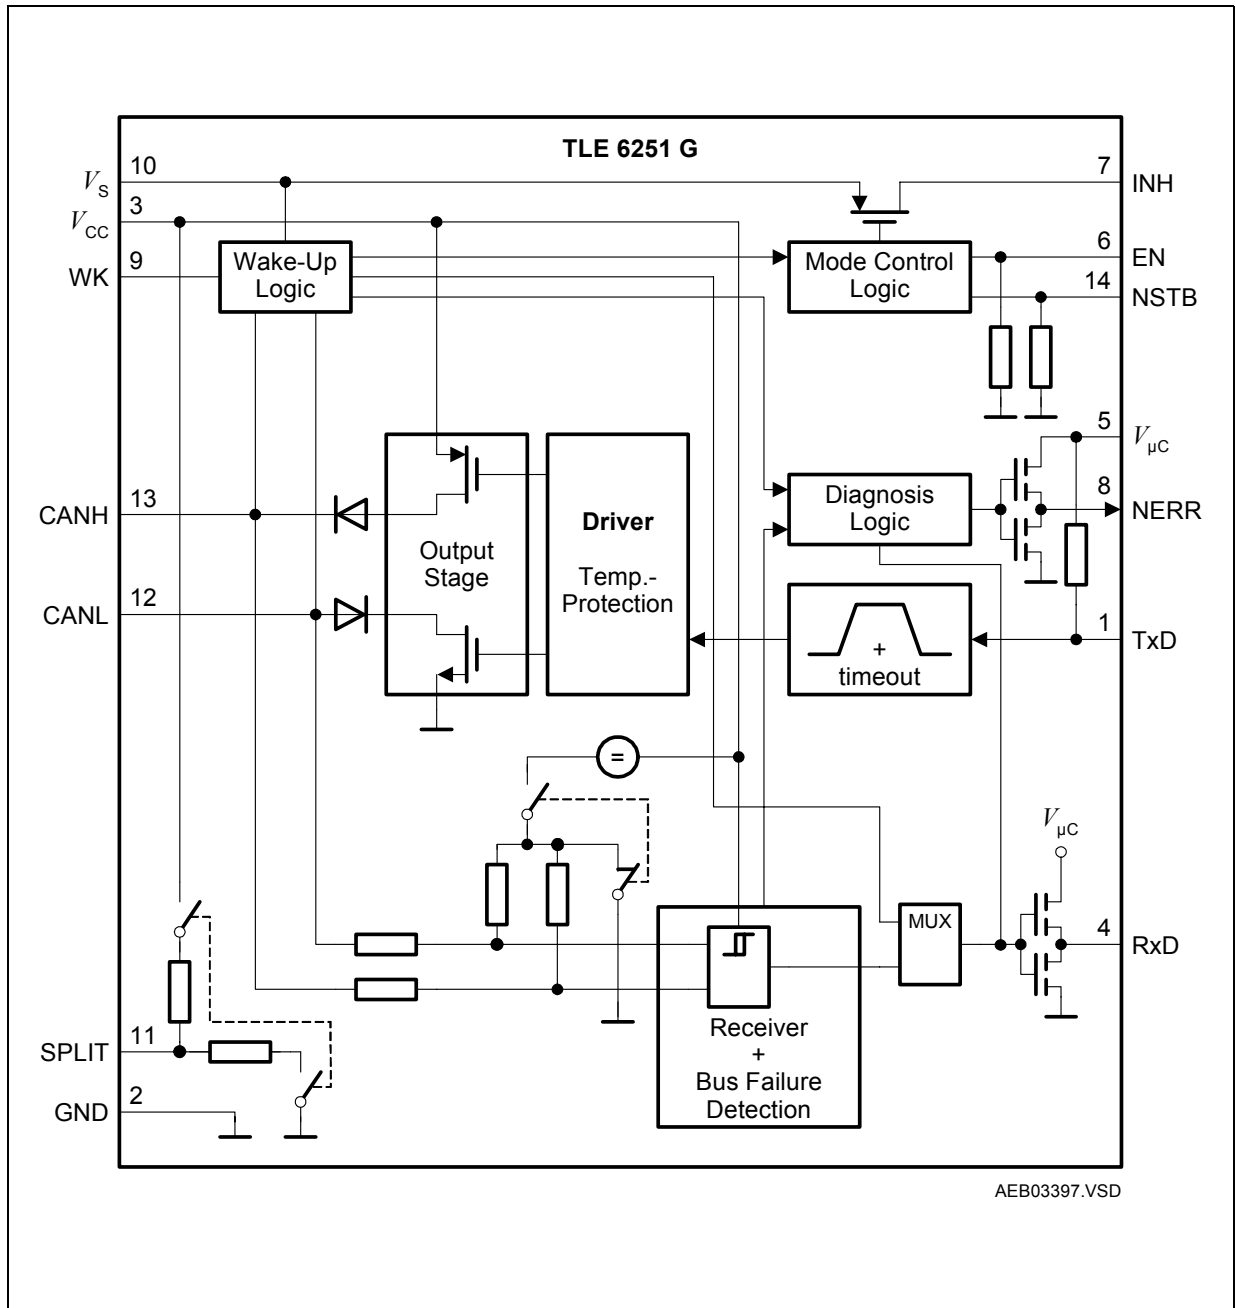 TLE 6251 G
10
7
V_S
INH
3
V_CC
6
9
Wake-Up
Logic
Mode Control
Logic
EN
WK
14
NSTB
5
V_µC
8
13
Diagnosis
Logic
NERR
CANH
Driver
Output
Stage
Temp.-
Protection
12
CANL
1
+
timeout
TxD
=
V_µC
MUX
4
RxD
Receiver
+
Bus Failure
Detection
11
SPLIT
2
GND
AEB03397.VSD